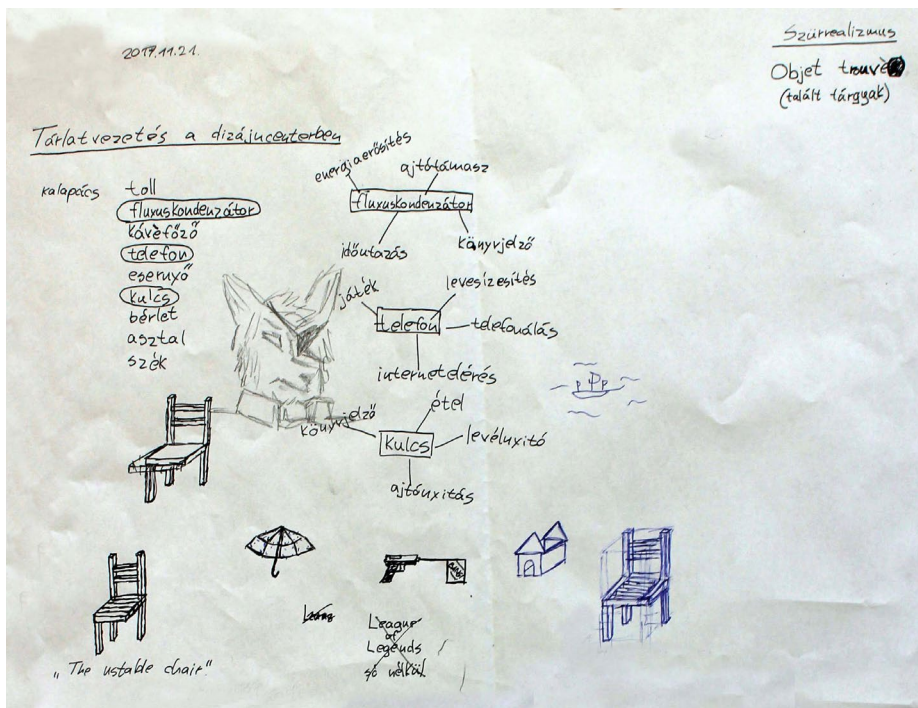 2017.11.21.
Szürrealizmus
Objet trouvé
(talált tárgyak)
Tárlatvezetés a dizájncenterben
kalapács
toll
fluxuskondenzátor
kávéfőző
telefon
esernyő
kulcs
bérlet
asztal
szék
energiaerősítés
ajtótámasz
fluxuskondenzátor
időutazás
könyvjelző
játék
levesízesítés
telefon
telefonálás
internetelérés
étel
könyvjelző
kulcs
levélnyitó
ajtónyitás
League
of
Legends
só nélkül
„The ustable chair"